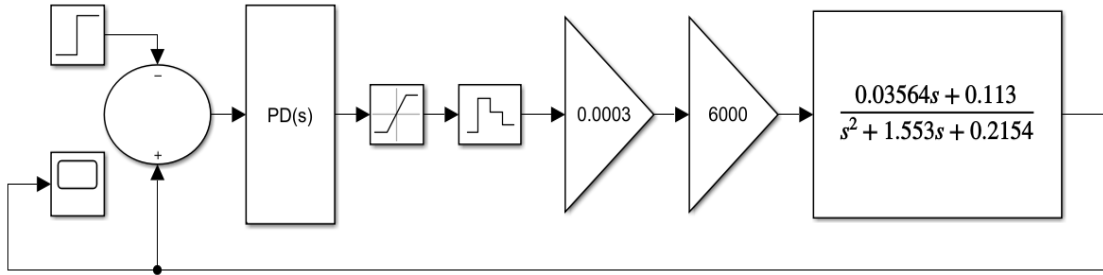 −
+
PD(s)
0.0003
6000
0.03564s + 0.113
s² + 1.553s + 0.2154